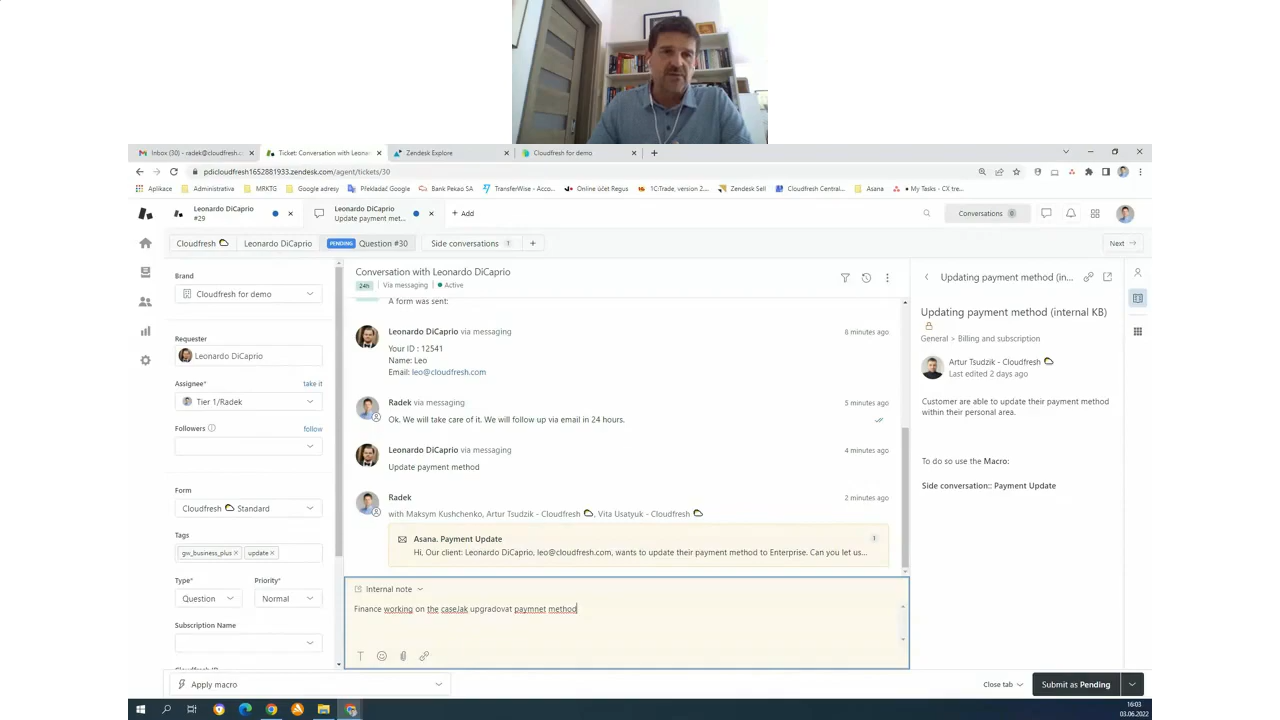 Inbox (30) - radek@cloudfresh.c
Ticket: Conversation with Leona
Zendesk Explore
Cloudfresh for demo
pdicloudfresh1652881933.zendesk.com/agent/tickets/30
Aplikace
Administrative
MRKTG
Google adresy
Překladač Google
Bank Pekao SA
TransferWise - Acco...
Online účet Regus
1C:Trade, version 2....
Zendesk Sell
Cloudfresh Central...
Asana
• My Tasks - CX tre...
Leonardo DiCaprio
#29
Leonardo DiCaprio
Update payment met...
+ Add
Conversations 0
Cloudfresh
Leonardo DiCaprio
PENDING Question #30
Side conversations 1
+
Next
Brand
Cloudfresh for demo
Requester
Leonardo DiCaprio
Assignee*
take it
Tier 1/Radek
Followers
follow
Form
Cloudfresh Standard
Tags
gw_business_plus
update
Type*
Priority*
Question
Normal
Subscription Name
Apply macro
Conversation with Leonardo DiCaprio
24h Via messaging Active
A form was sent:
Leonardo DiCaprio via messaging
8 minutes ago
Your ID : 12541
Name: Leo
Email: leo@cloudfresh.com
Radek via messaging
5 minutes ago
Ok. We will take care of it. We will follow up via email in 24 hours.
Leonardo DiCaprio via messaging
4 minutes ago
Update payment method
Radek
2 minutes ago
with Maksym Kushchenko, Artur Tsudzik - Cloudfresh , Vita Usatyuk - Cloudfresh
Asana. Payment Update
1
Hi, Our client: Leonardo DiCaprio, leo@cloudfresh.com, wants to update their payment method to Enterprise. Can you let us...
Internal note
Finance working on the caseJak upgradovat paymnet method
Updating payment method (in...
Updating payment method (internal KB)
General > Billing and subscription
Artur Tsudzik - Cloudfresh
Last edited 2 days ago
Customer are able to update their payment method
within their personal area.
To do so use the Macro:
Side conversation:: Payment Update
Close tab
Submit as Pending
16:03
03.06.2022